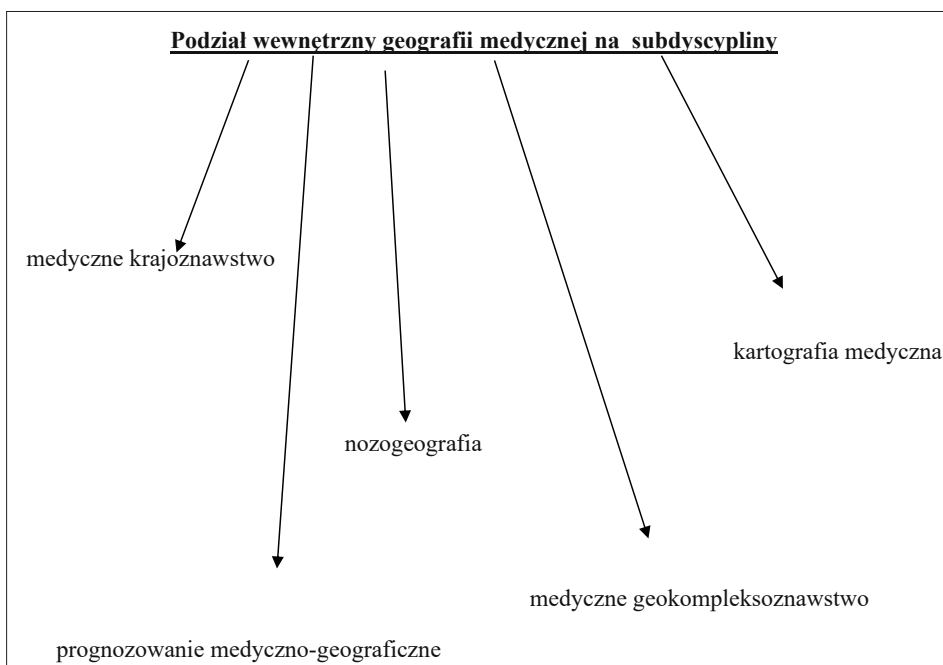 Podział wewnętrzny geografii medycznej na subdyscypliny
medyczne krajoznawstwo
kartografia medyczna
nozogeografia
medyczne geokompleksoznawstwo
prognozowanie medyczno-geograficzne